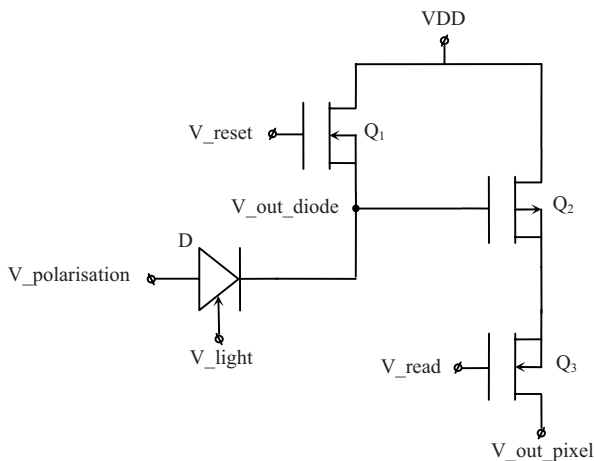 VDD
V_reset
Q₁
V_out_diode
Q₂
D
V_polarisation
V_light
V_read
Q₃
V_out_pixel